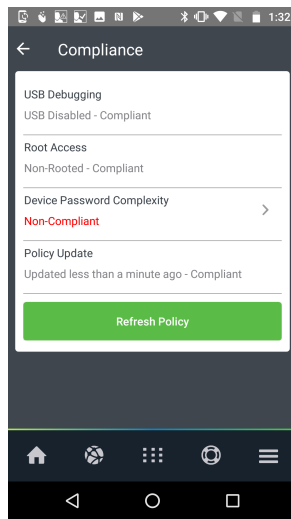 1:32
Compliance
USB Debugging
USB Disabled - Compliant
Root Access
Non-Rooted - Compliant
Device Password Complexity
Non-Compliant
Policy Update
Updated less than a minute ago - Compliant
Refresh Policy